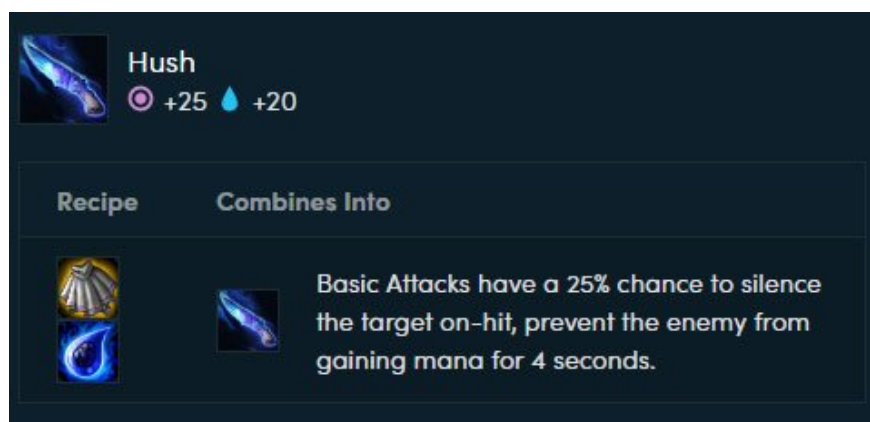 Hush
+25 +20
Recipe Combines Into
Basic Attacks have a 25% chance to silence
the target on-hit, prevent the enemy from
gaining mana for 4 seconds.